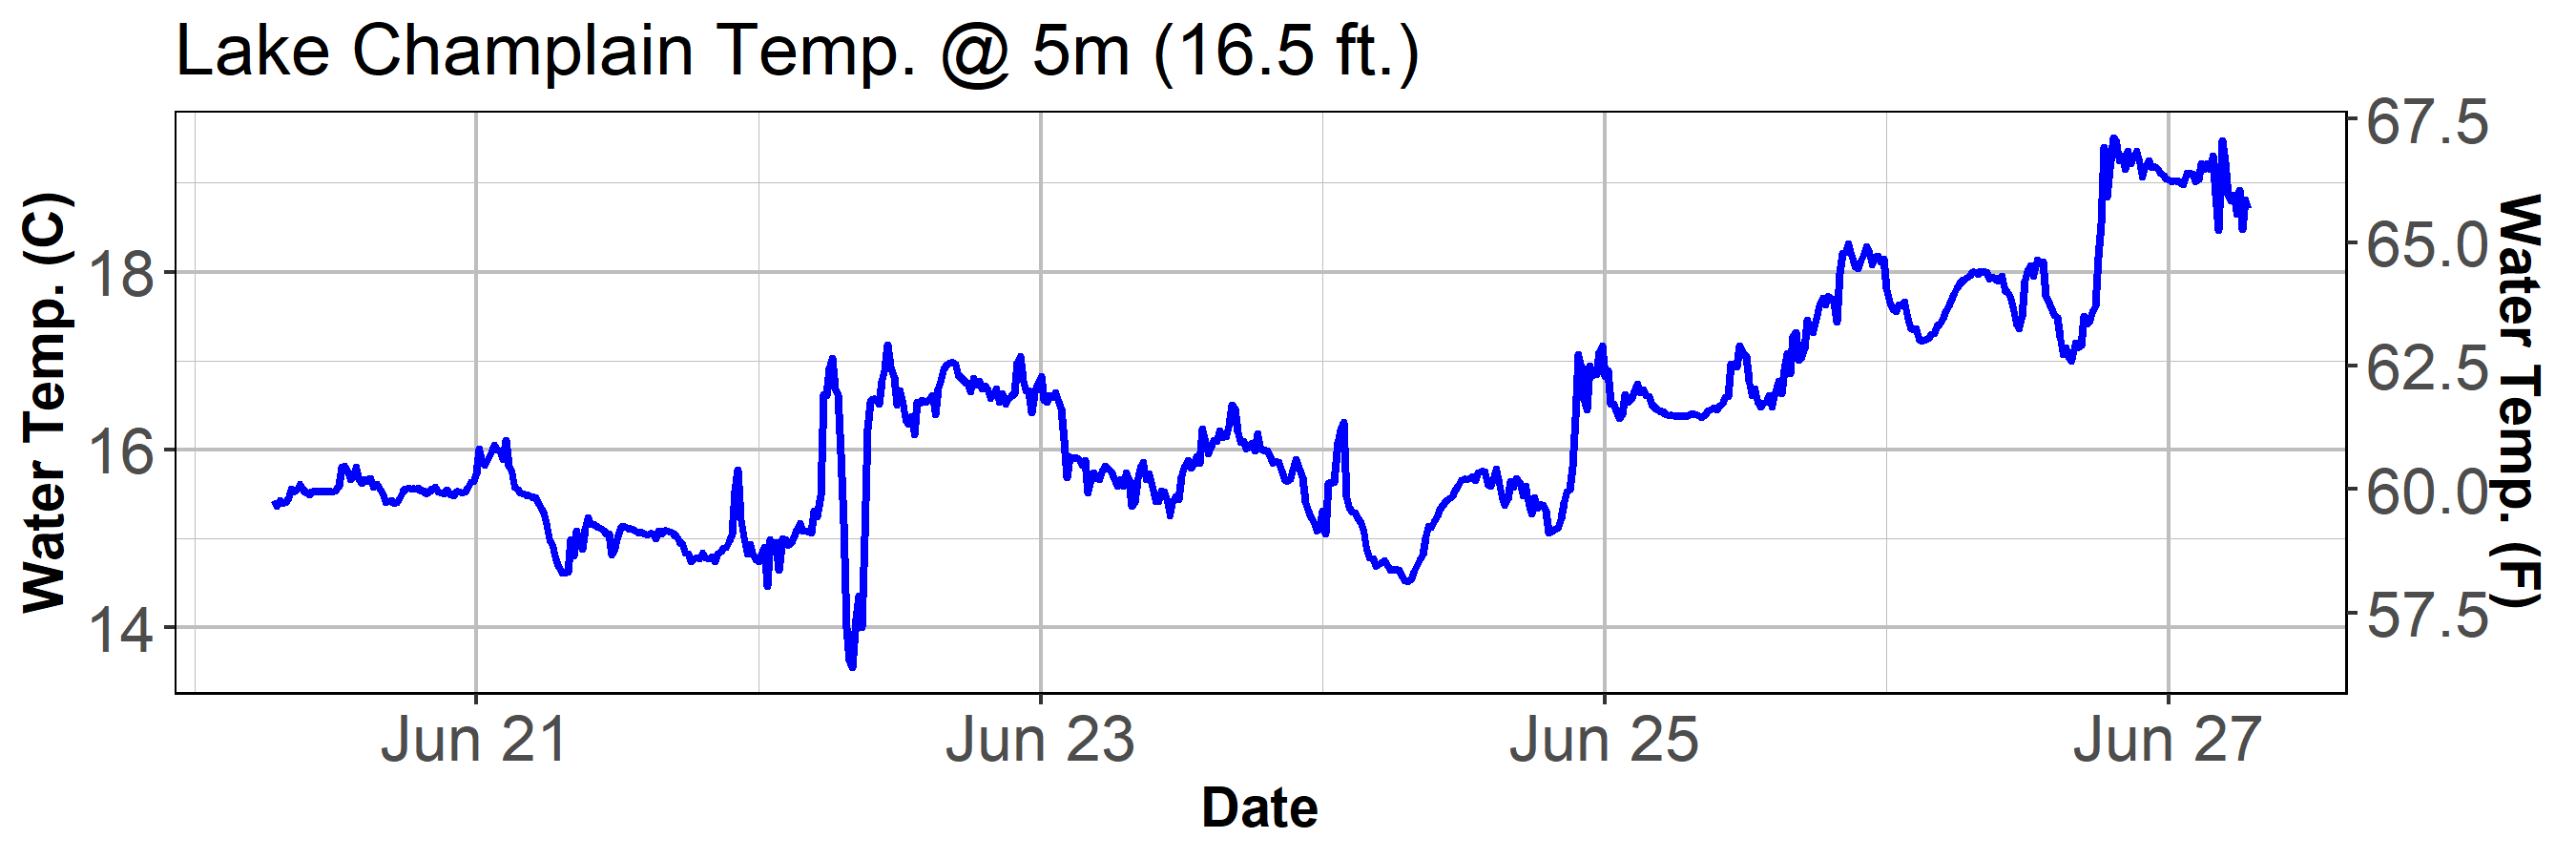 Lake Champlain Temp. @ 5m (16.5 ft.)
Water Temp. (C)
18
16
14
67.5
65.0
62.5
60.0
57.5
Water Temp. (F)
Jun 21 Jun 23 Jun 25 Jun 27
Date